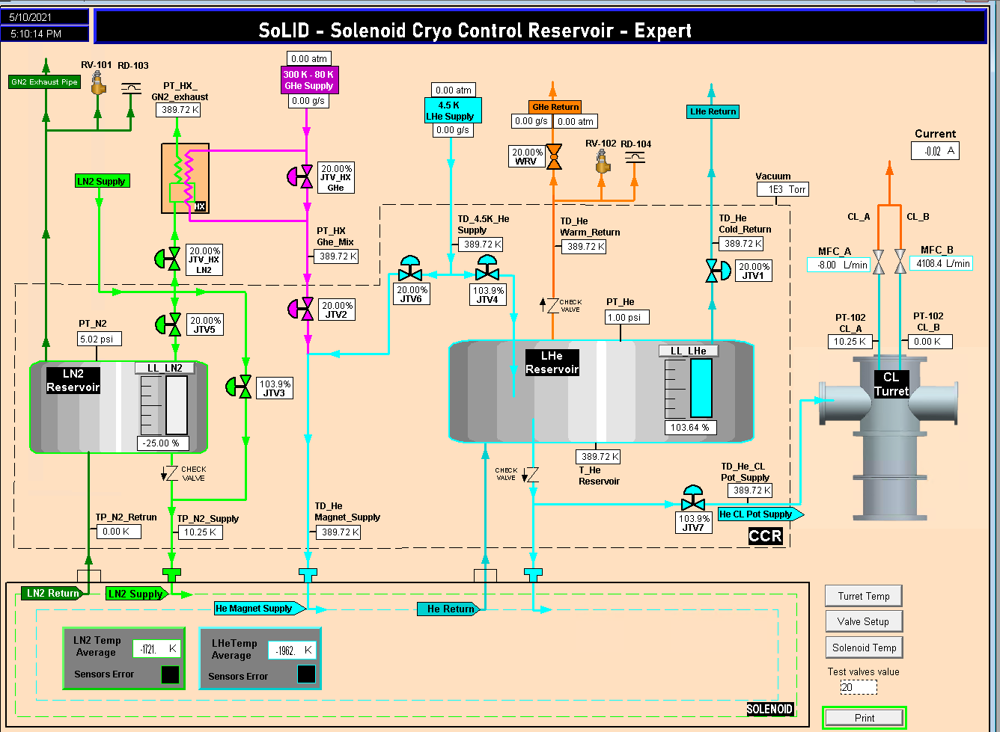 5/10/2021
5:10:14 PM
SoLID - Solenoid Cryo Control Reservoir - Expert
GN2 Exhaust Pipe
RV-101
RD-103
PT_HX_
GN2_exhaust
389.72 K
0.00 atm
300 K - 80 K
GHe Supply
0.00 g/s
0.00 atm
4.5 K
LHe Supply
0.00 g/s
GHe Return
0.00 g/s
0.00 atm
LHe Return
Current
-0.02 A
20.00%
WRV
RV-102
RD-104
Vacuum
1E3 Torr
LN2 Supply
HX
20.00%
JTV_HX
GHe
PT_HX
Ghe_Mix
389.72 K
20.00%
JTV_HX
LN2
TD_4.5K_He
Supply
389.72 K
TD_He
Warm_Return
389.72 K
TD_He
Cold_Return
389.72 K
CL_A
CL_B
MFC_A
-8.00 L/min
MFC_B
4108.4 L/min
20.00%
JTV6
103.9%
JTV4
20.00%
JTV1
20.00%
JTV2
20.00%
JTV5
CHECK
VALVE
PT_He
1.00 psi
PT_N2
5.02 psi
PT-102
CL_A
10.25 K
PT-102
CL_B
0.00 K
LN2
Reservoir
LL_LN2
-25.00 %
103.9%
JTV3
LHe
Reservoir
LL_LHe
103.64 %
CL
Turret
CHECK
VALVE
CHECK
VALVE
389.72 K
T_He
Reservoir
TD_He_CL
Pot_Supply
389.72 K
He CL Pot Supply
103.9%
JTV7
CCR
TP_N2_Retrun
0.00 K
TP_N2_Supply
10.25 K
TD_He
Magnet_Supply
389.72 K
LN2 Return
LN2 Supply
He Magnet Supply
He Return
LN2 Temp
Average
-1721. K
Sensors Error
LHeTemp
Average
-1962. K
Sensors Error
SOLENOID
Turret Temp
Valve Setup
Solenoid Temp
Test valves value
20
Print